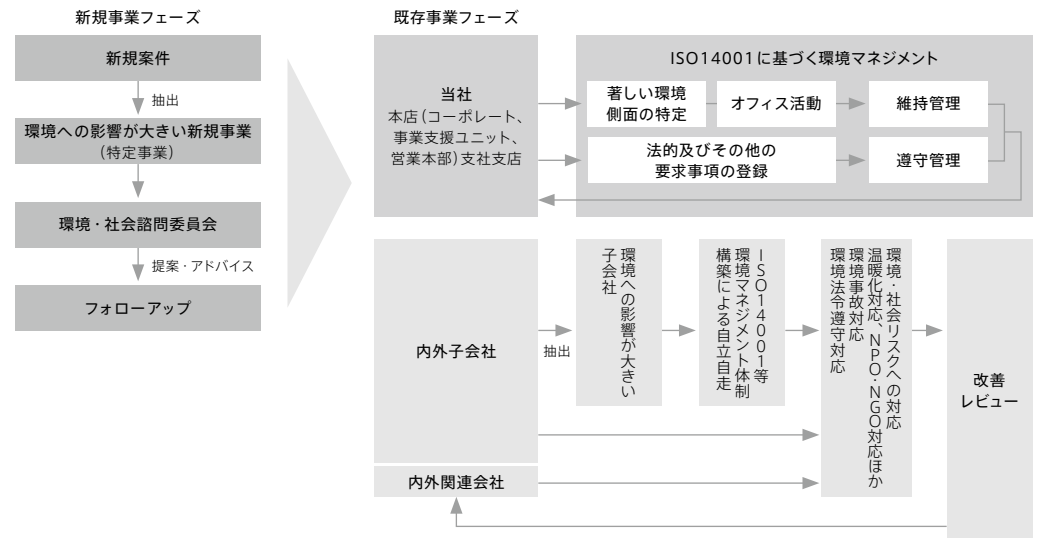 新規事業フェーズ
新規案件
抽出
環境への影響が大きい新規事業
(特定事業)
環境・社会諮問委員会
提案・アドバイス
フォローアップ
既存事業フェーズ
当社
本店(コーポレート、
事業支援ユニット、
営業本部)支社支店
ISO14001に基づく環境マネジメント
著しい環境
側面の特定
オフィス活動
維持管理
法的及びその他の
要求事項の登録
遵守管理
内外子会社
抽出
環境への影響が大きい
子会社
ISO14001等
環境マネジメント体制
構築による自立自走
環境・社会リスクへの対応
温暖化対応、NPO・NGO対応ほか
環境事故対応
環境法令遵守対応
改善
レビュー
内外関連会社